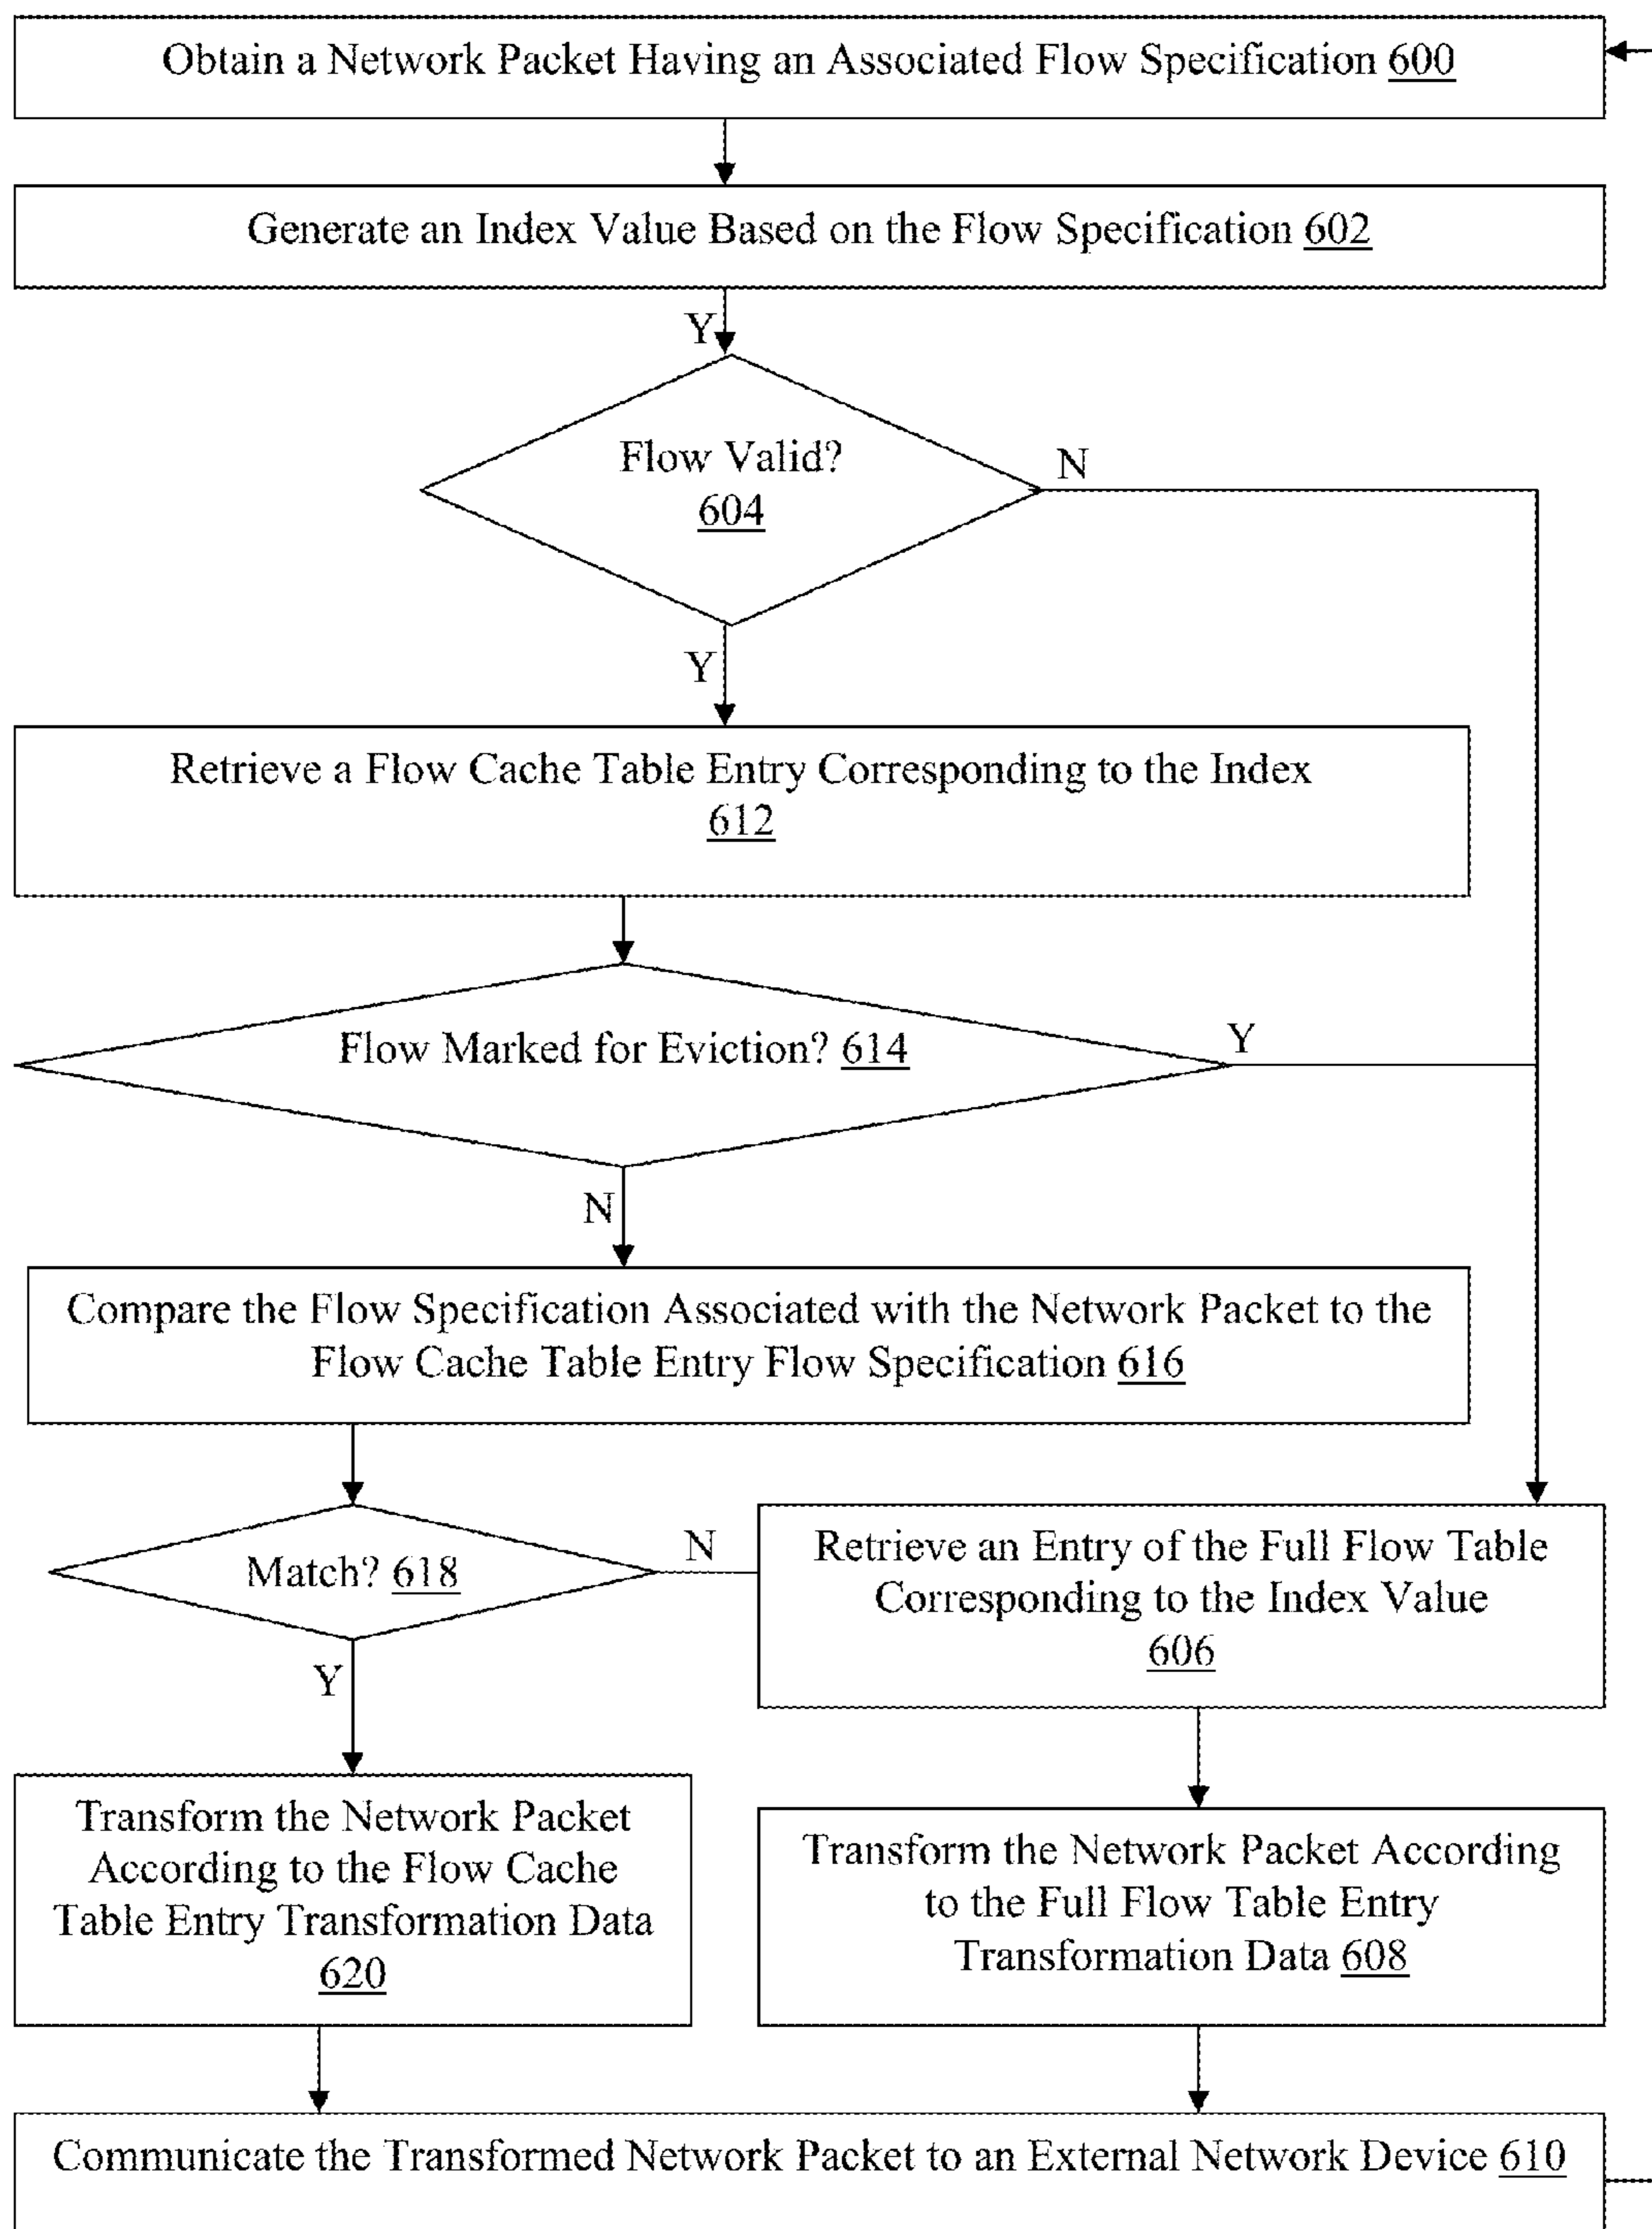 Obtain a Network Packet Having an Associated Flow Specification 600
Generate an Index Value Based on the Flow Specification 602
Y
Flow Valid?
604
N
Y
Retrieve a Flow Cache Table Entry Corresponding to the Index
612
Flow Marked for Eviction? 614
Y
N
Compare the Flow Specification Associated with the Network Packet to the
Flow Cache Table Entry Flow Specification 616
Match? 618
N
Y
Retrieve an Entry of the Full Flow Table
Corresponding to the Index Value
606
Transform the Network Packet
According to the Flow Cache
Table Entry Transformation Data
620
Transform the Network Packet According
to the Full Flow Table Entry
Transformation Data 608
Communicate the Transformed Network Packet to an External Network Device 610